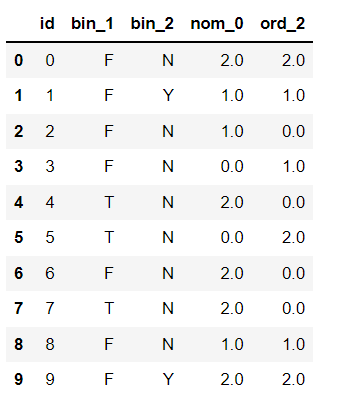 id bin_1 bin_2 nom_0 ord_2
0 0 F N 2.0 2.0
1 1 F Y 1.0 1.0
2 2 F N 1.0 0.0
3 3 F N 0.0 1.0
4 4 T N 2.0 0.0
5 5 T N 0.0 2.0
6 6 F N 2.0 0.0
7 7 T N 2.0 0.0
8 8 F N 1.0 1.0
9 9 F Y 2.0 2.0